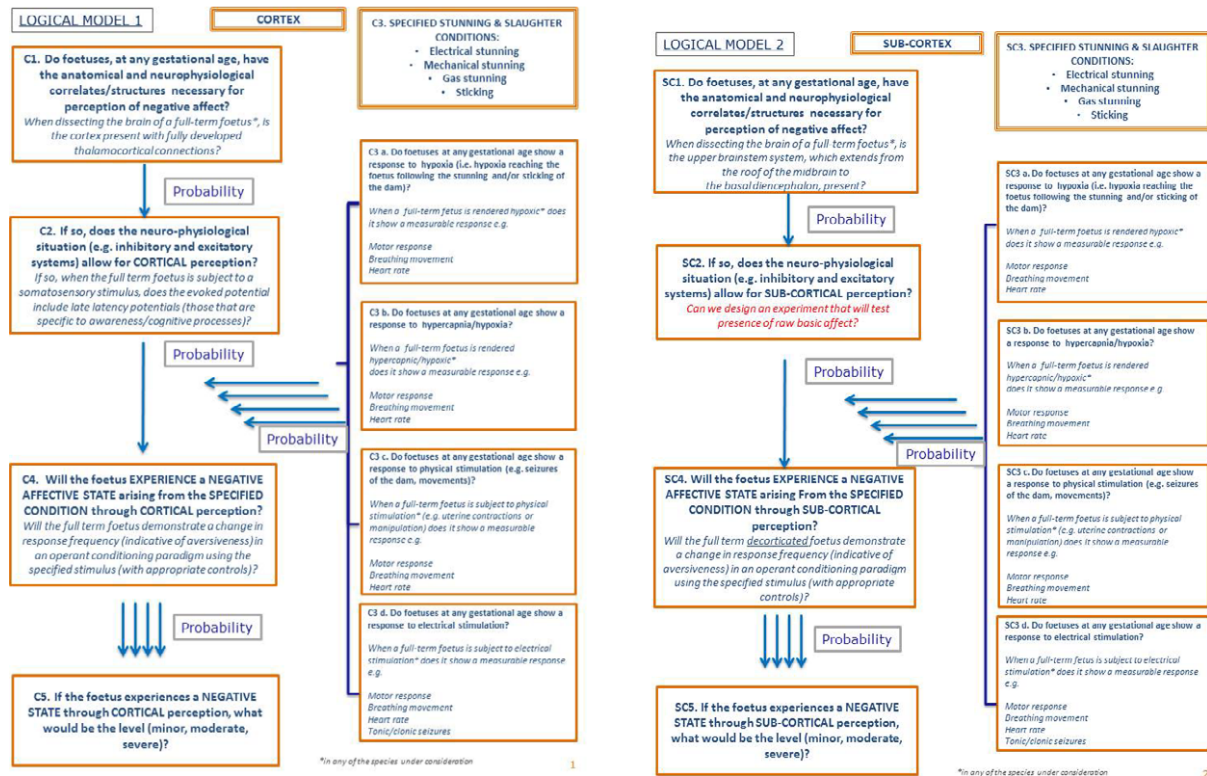 LOGICAL MODEL 1
CORTEX
C1. Do foetuses, at any gestational age, have
the anatomical and neurophysiological
correlates/structures necessary for
perception of negative affect?
When dissecting the brain of a full-term foetus*, is
the cortex present with fully developed
thalamocortical connections?
Probability
C2. If so, does the neuro-physiological
situation (e.g. inhibitory and excitatory
systems) allow for CORTICAL perception?
If so, when the full term foetus is subject to a
somatosensory stimulus, does the evoked potential
include late latency potentials (those that are
specific to awareness/cognitive processes)?
Probability
Probability
C4. Will the foetus EXPERIENCE a NEGATIVE
AFFECTIVE STATE arising from the SPECIFIED
CONDITION through CORTICAL perception?
Will the full term foetus demonstrate a change in
response frequency (indicative of aversiveness) in
an operant conditioning paradigm using the
specified stimulus (with appropriate controls)?
Probability
C5. If the foetus experiences a NEGATIVE
STATE through CORTICAL perception, what
would be the level (minor, moderate,
severe)?
C3. SPECIFIED STUNNING & SLAUGHTER
CONDITIONS:
• Electrical stunning
• Mechanical stunning
• Gas stunning
• Sticking
C3 a. Do foetuses at any gestational age show a
response to hypoxia (i.e. hypoxia reaching the
foetus following the stunning and/or sticking of
the dam)?
When a full-term fetus is rendered hypoxic* does
it show a measurable response e.g.
Motor response
Breathing movement
Heart rate
C3 b. Do foetuses at any gestational age show a
response to hypercapnia/hypoxia?
When a full-term foetus is rendered
hypercapnic/hypoxic*
does it show a measurable response e.g.
Motor response
Breathing movement
Heart rate
C3 c. Do foetuses at any gestational age show a
response to physical stimulation (e.g. seizures
of the dam, movements)?
When a full-term foetus is subject to physical
stimulation* (e.g. uterine contractions or
manipulation) does it show a measurable
response e.g.
Motor response
Breathing movement
Heart rate
C3 d. Do foetuses at any gestational age show a
response to electrical stimulation?
When a full-term foetus is subject to electrical
stimulation* does it show a measurable response
e.g.
Motor response
Breathing movement
Heart rate
Tonic/clonic seizures
*in any of the species under consideration
1
LOGICAL MODEL 2
SUB-CORTEX
SC1. Do foetuses, at any gestational age, have
the anatomical and neurophysiological
correlates/structures necessary for
perception of negative affect?
When dissecting the brain of a full-term foetus*, is
the upper brainstem system, which extends from
the roof of the midbrain to
the basal diencephalon, present?
Probability
SC2. If so, does the neuro-physiological
situation (e.g. inhibitory and excitatory
systems) allow for SUB-CORTICAL perception?
Can we design an experiment that will test
presence of raw basic affect?
Probability
Probability
SC4. Will the foetus EXPERIENCE a NEGATIVE
AFFECTIVE STATE arising From the SPECIFIED
CONDITION through SUB-CORTICAL
perception?
Will the full term decorticated foetus demonstrate
a change in response frequency (indicative of
aversiveness) in an operant conditioning paradigm
using the specified stimulus (with appropriate
controls)?
Probability
SC5. If the foetus experiences a NEGATIVE
STATE through SUB-CORTICAL perception,
what would be the level (minor, moderate,
severe)?
SC3. SPECIFIED STUNNING & SLAUGHTER
CONDITIONS:
• Electrical stunning
• Mechanical stunning
• Gas stunning
• Sticking
SC3 a. Do foetuses at any gestational age show a
response to hypoxia (i.e. hypoxia reaching the
foetus following the stunning and/or sticking of
the dam)?
When a full-term foetus is rendered hypoxic*
does it show a measurable response e.g.
Motor response
Breathing movement
Heart rate
SC3 b. Do foetuses at any gestational age show
a response to hypercapnia/hypoxia?
When a full-term foetus is rendered
hypercapnic/hypoxic*
does it show a measurable response e.g.
Motor response
Breathing movement
Heart rate
SC3 c. Do foetuses at any gestational age show
a response to physical stimulation (e.g. seizures
of the dam, movements)?
When a full-term foetus is subject to physical
stimulation* (e.g. uterine contractions or
manipulation) does it show a measurable response
e.g.
Motor response
Breathing movement
Heart rate
SC3 d. Do foetuses at any gestational age show a
response to electrical stimulation?
When a full-term fetus is subject to electrical
stimulation* does it show a measurable response
e.g.
Motor response
Breathing movement
Heart rate
Tonic/clonic seizures
*in any of the species under consideration
2